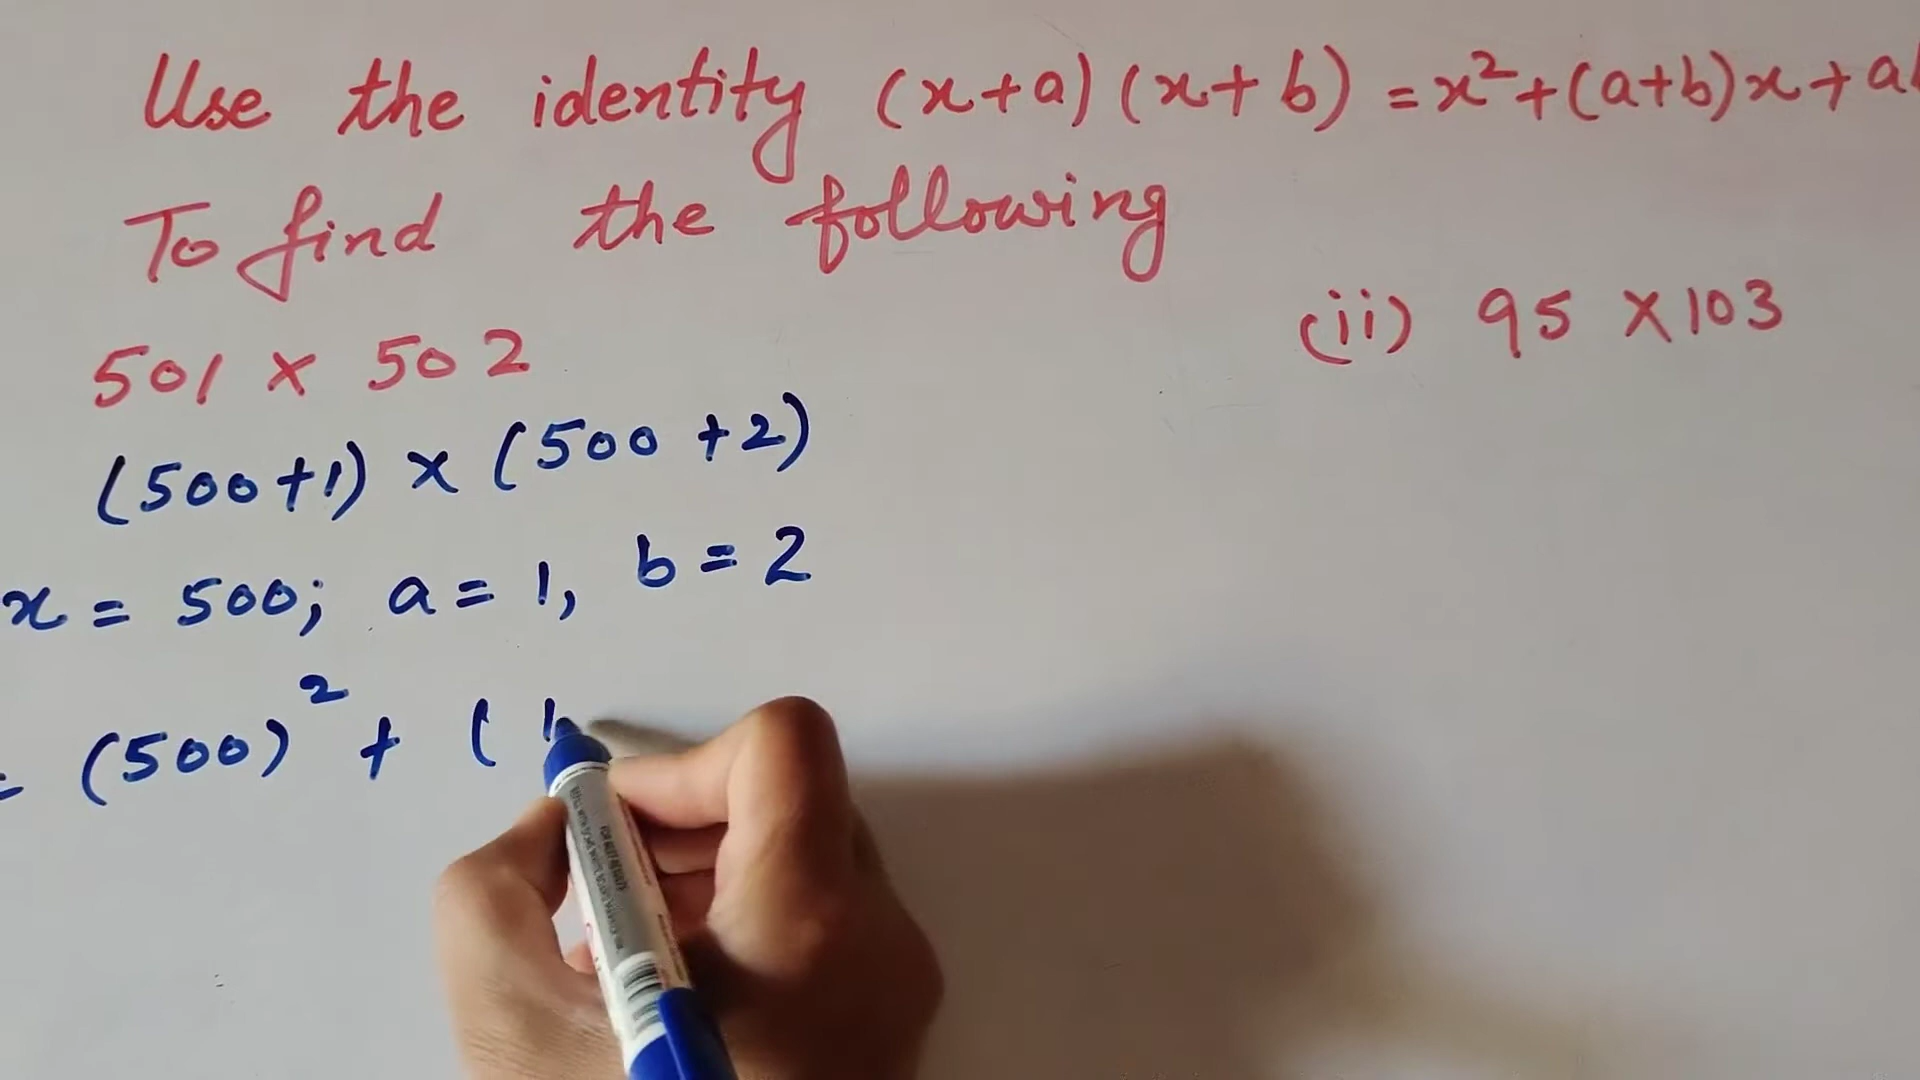 Use the identity (x+a)(x+b) = x²+(a+b)x+ab
To find the following
501 × 502
(ii) 95 ×103
(500+1) × (500+2)
x = 500; a = 1, b = 2
= (500)² + ( 1